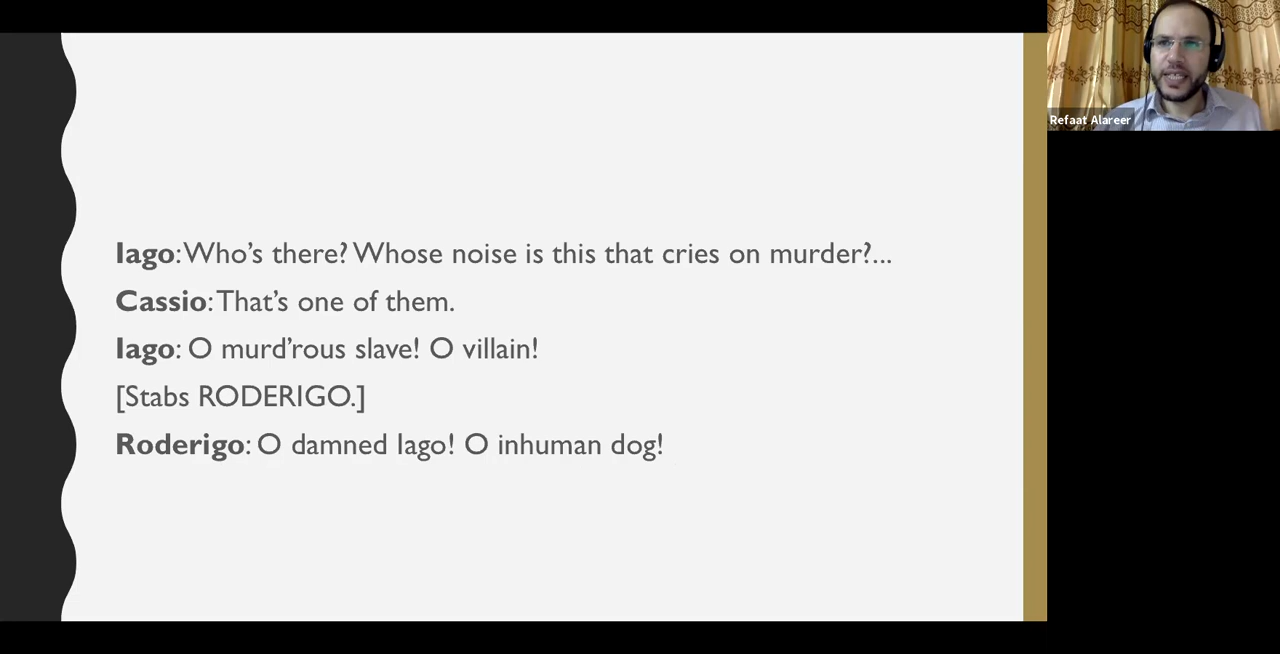 Iago: Who's there? Whose noise is this that cries on murder?...
Cassio: That's one of them.
Iago: O murd'rous slave! O villain!
[Stabs RODERIGO.]
Roderigo: O damned Iago! O inhuman dog!
Refaat Alareer